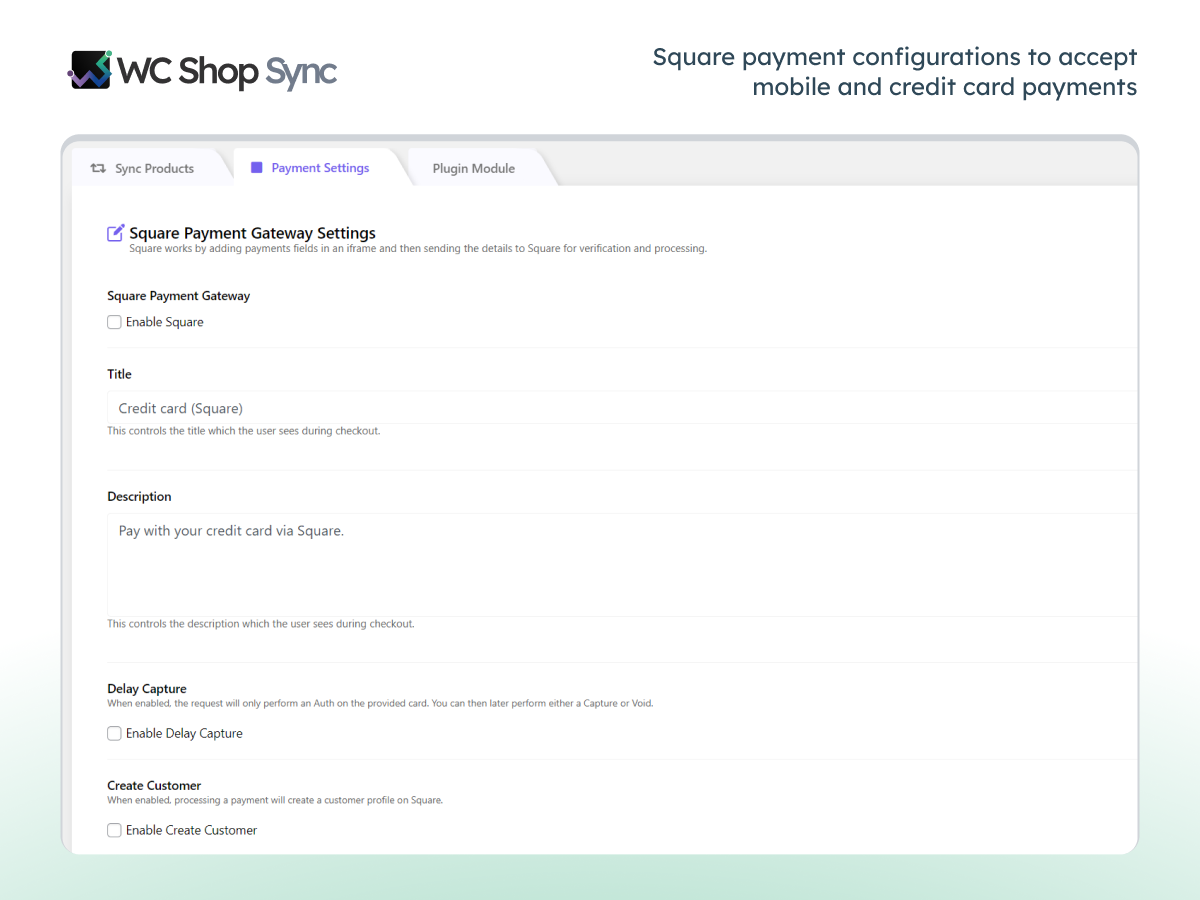 WC Shop Sync
Square payment configurations to accept
mobile and credit card payments
Sync Products
Payment Settings
Plugin Module
Square Payment Gateway Settings
Square works by adding payments fields in an iframe and then sending the details to Square for verification and processing.
Square Payment Gateway
Enable Square
Title
Credit card (Square)
This controls the title which the user sees during checkout.
Description
Pay with your credit card via Square.
This controls the description which the user sees during checkout.
Delay Capture
When enabled, the request will only perform an Auth on the provided card. You can then later perform either a Capture or Void.
Enable Delay Capture
Create Customer
When enabled, processing a payment will create a customer profile on Square.
Enable Create Customer